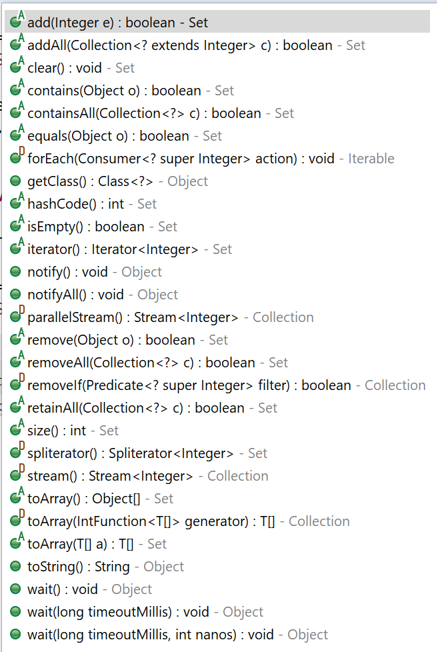 add(Integer e) : boolean - Set
addAll(Collection<? extends Integer> c) : boolean - Set
clear() : void - Set
contains(Object o) : boolean - Set
containsAll(Collection<?> c) : boolean - Set
equals(Object o) : boolean - Set
forEach(Consumer<? super Integer> action) : void - Iterable
getClass() : Class<?> - Object
hashCode() : int - Set
isEmpty() : boolean - Set
iterator() : Iterator<Integer> - Set
notify() : void - Object
notifyAll() : void - Object
parallelStream() : Stream<Integer> - Collection
remove(Object o) : boolean - Set
removeAll(Collection<?> c) : boolean - Set
removeIf(Predicate<? super Integer> filter) : boolean - Collection
retainAll(Collection<?> c) : boolean - Set
size() : int - Set
spliterator() : Spliterator<Integer> - Set
stream() : Stream<Integer> - Collection
toArray() : Object[] - Set
toArray(IntFunction<T[]> generator) : T[] - Collection
toArray(T[] a) : T[] - Set
toString() : String - Object
wait() : void - Object
wait(long timeoutMillis) : void - Object
wait(long timeoutMillis, int nanos) : void - Object